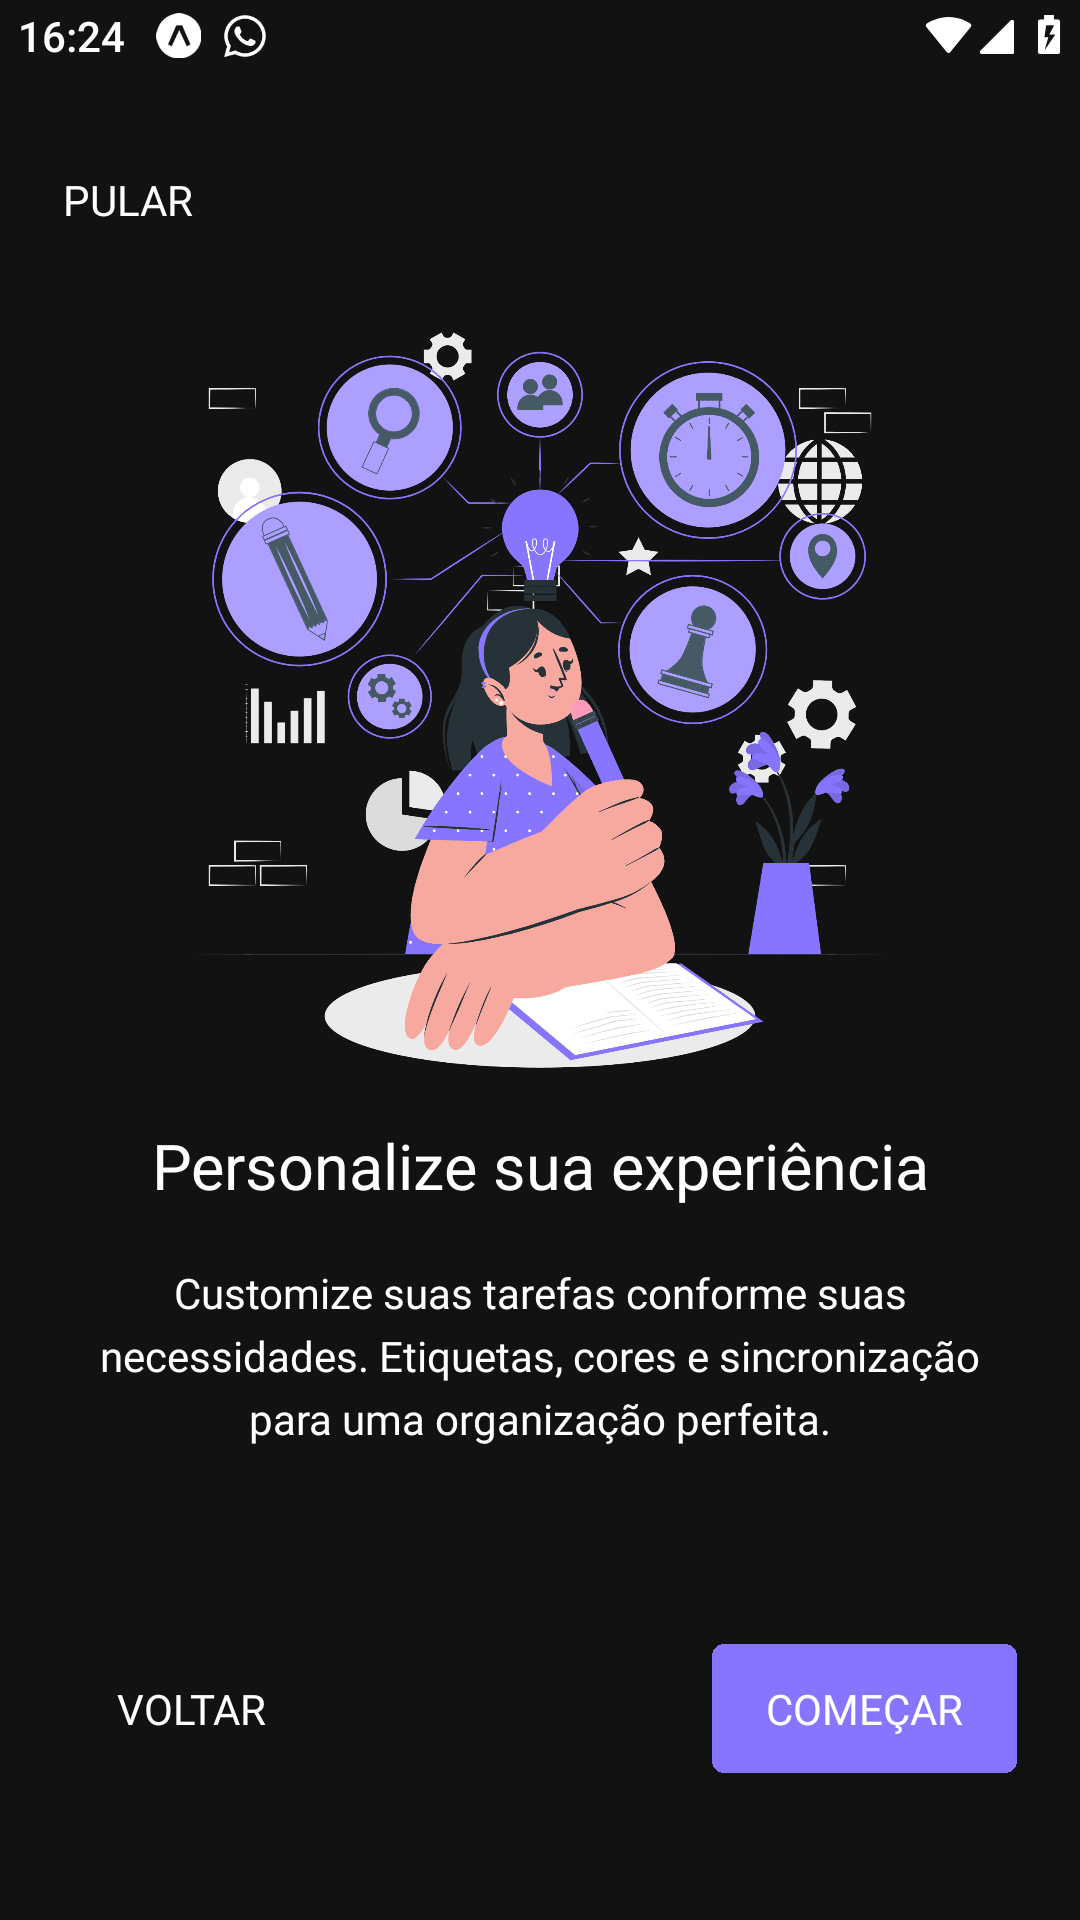 16:24
PULAR
Personalize sua experiência
Customize suas tarefas conforme suas
necessidades. Etiquetas, cores e sincronização
para uma organização perfeita.
VOLTAR
COMEÇAR